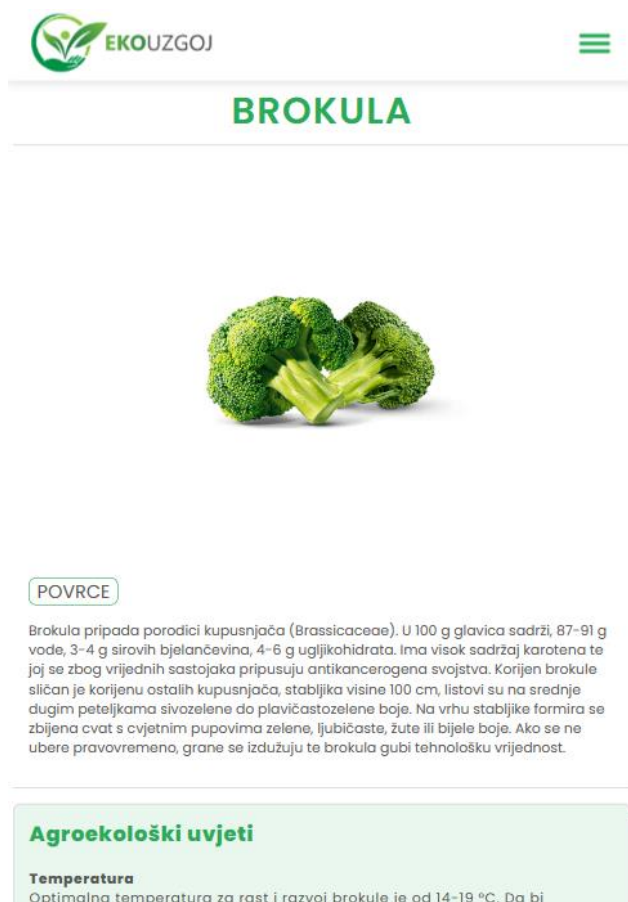 EKOUZGOJ
BROKULA
POVRCE
Brokula pripada porodici kupusnjača (Brassicaceae). U 100 g glavica sadrži, 87-91 g
vode, 3-4 g sirovih bjelančevina, 4-6 g ugljikohidrata. Ima visok sadržaj karotena te
joj se zbog vrijednih sastojaka pripusuju antikancerogena svojstva. Korijen brokule
sličan je korijenu ostalih kupusnjača, stabljika visine 100 cm, listovi su na srednje
dugim peteljkama sivozelene do plavičastozelene boje. Na vrhu stabljike formira se
zbijena cvat s cvjetnim pupovima zelene, ljubičaste, žute ili bijele boje. Ako se ne
ubere pravovremeno, grane se izdužuju te brokula gubi tehnološku vrijednost.
Agroekološki uvjeti
Temperatura
Optimalna temperatura za rast i razvoj brokule je od 14-19 °C. Da bi